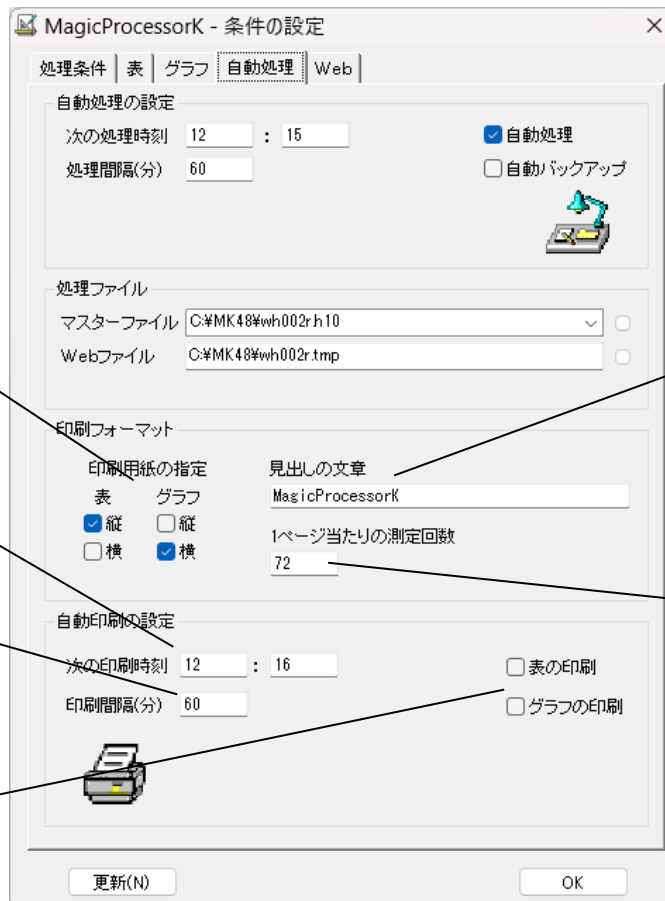 MagicProcessorK - 条件の設定
処理条件 表 グラフ 自動処理 Web
自動処理の設定
次の処理時刻 12 : 15 自動処理
処理間隔(分) 60 自動バックアップ
処理ファイル
マスターファイル C:¥MK48¥wh002r.h10
Webファイル C:¥MK48¥wh002r.tmp
印刷フォーマット
印刷用紙の指定 見出しの文章
表 グラフ MagicProcessorK
縦 縦 1ページ当たりの測定回数
横 横 72
自動印刷の設定
次の印刷時刻 12 : 16 表の印刷
印刷間隔(分) 60 グラフの印刷
更新(N) OK